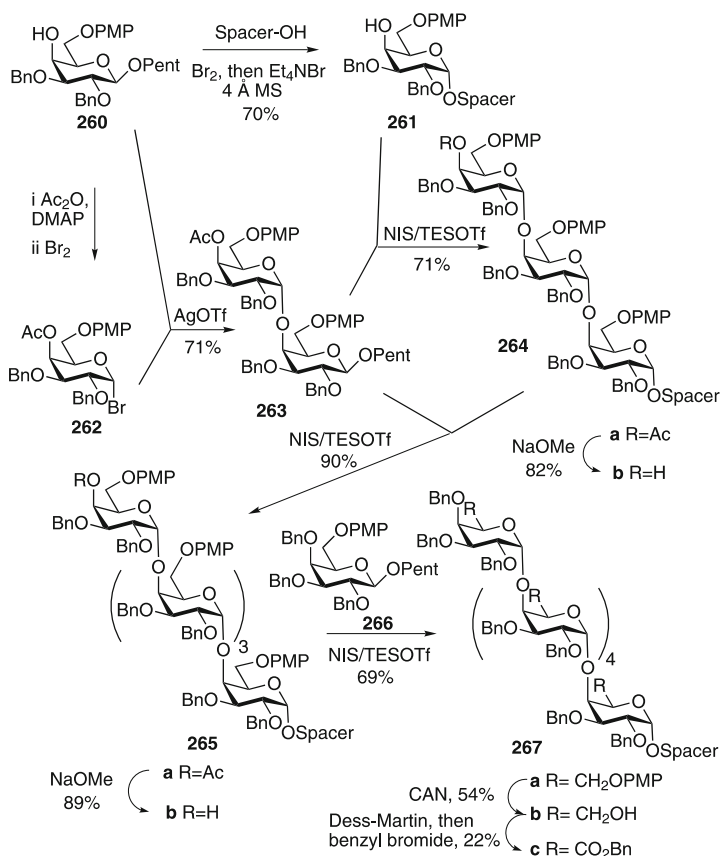 OPMP
HO
O
BnO
BnO
OPent
260
Spacer-OH
Br2, then Et4NBr
4 Å MS
70%
OPMP
HO
O
BnO
BnO
OSpacer
261
i Ac2O,
DMAP
ii Br2
AcO
OPMP
O
BnO
BnO
Br
262
AgOTf
71%
AcO
OPMP
O
BnO
BnO
O
OPMP
O
BnO
BnO
OPent
263
NIS/TESOTf
71%
RO
OPMP
O
BnO
BnO
O
OPMP
O
BnO
BnO
O
OPMP
O
BnO
BnO
OSpacer
264
a R=Ac
NaOMe
82%
b R=H
NIS/TESOTf
90%
RO
OPMP
O
BnO
BnO
O
OPMP
O
BnO
BnO
3
O
OPMP
O
BnO
BnO
OSpacer
265
NaOMe
89%
a R=Ac
b R=H
BnO
OPMP
O
BnO
BnO
OPent
266
NIS/TESOTf
69%
BnO
R
O
BnO
BnO
O
R
O
BnO
BnO
4
O
R
O
BnO
BnO
OSpacer
267
a R= CH2OPMP
CAN, 54%
b R= CH2OH
Dess-Martin, then
benzyl bromide, 22%
c R= CO2Bn